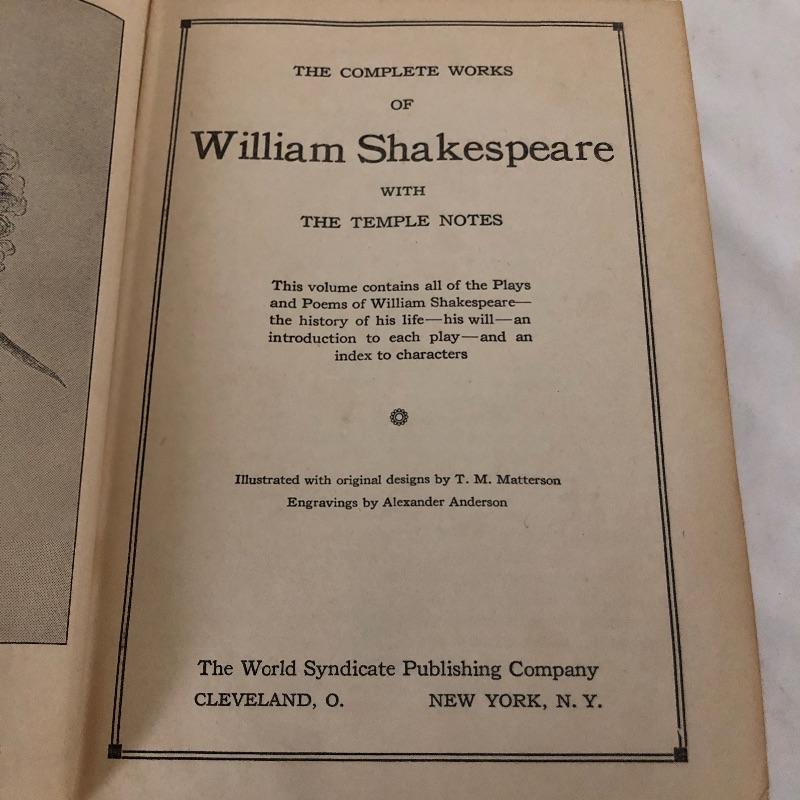 THE COMPLETE WORKS
OF
William Shakespeare
WITH
THE TEMPLE NOTES
This volume contains all of the Plays
and Poems of William Shakespeare—
the history of his life—his will—an
introduction to each play—and an
index to characters
Illustrated with original designs by T. M. Matterson
Engravings by Alexander Anderson
The World Syndicate Publishing Company
CLEVELAND, O. NEW YORK, N. Y.